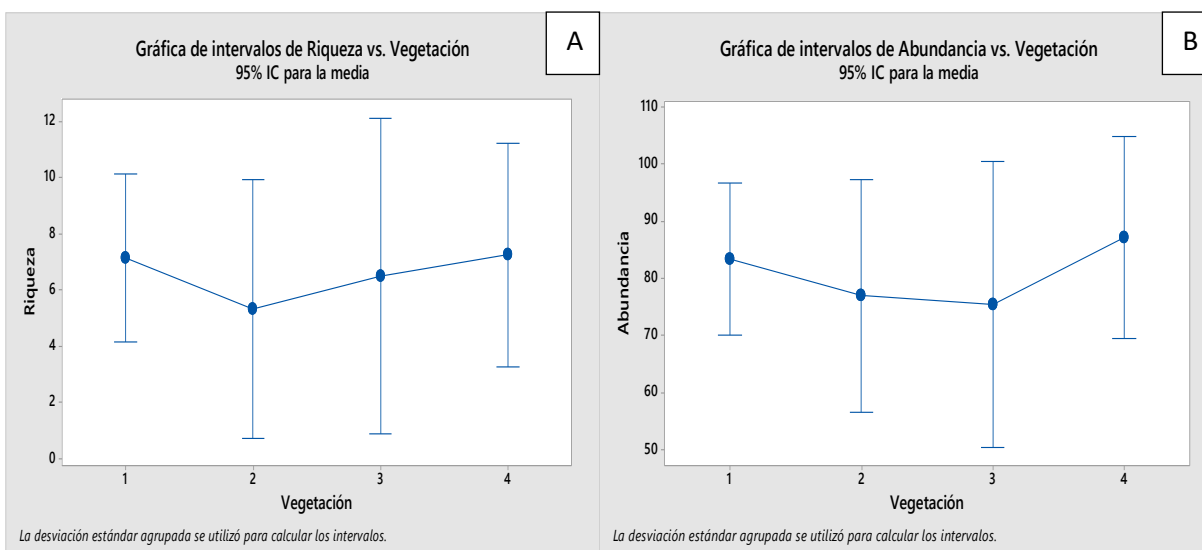 Gráfica de intervalos de Riqueza vs. Vegetación
95% IC para la media
A
12
10
8
6
4
2
0
Riqueza
1 2 3 4
Vegetación
La desviación estándar agrupada se utilizó para calcular los intervalos.
Gráfica de intervalos de Abundancia vs. Vegetación
95% IC para la media
B
110
100
90
80
70
60
50
Abundancia
1 2 3 4
Vegetación
La desviación estándar agrupada se utilizó para calcular los intervalos.